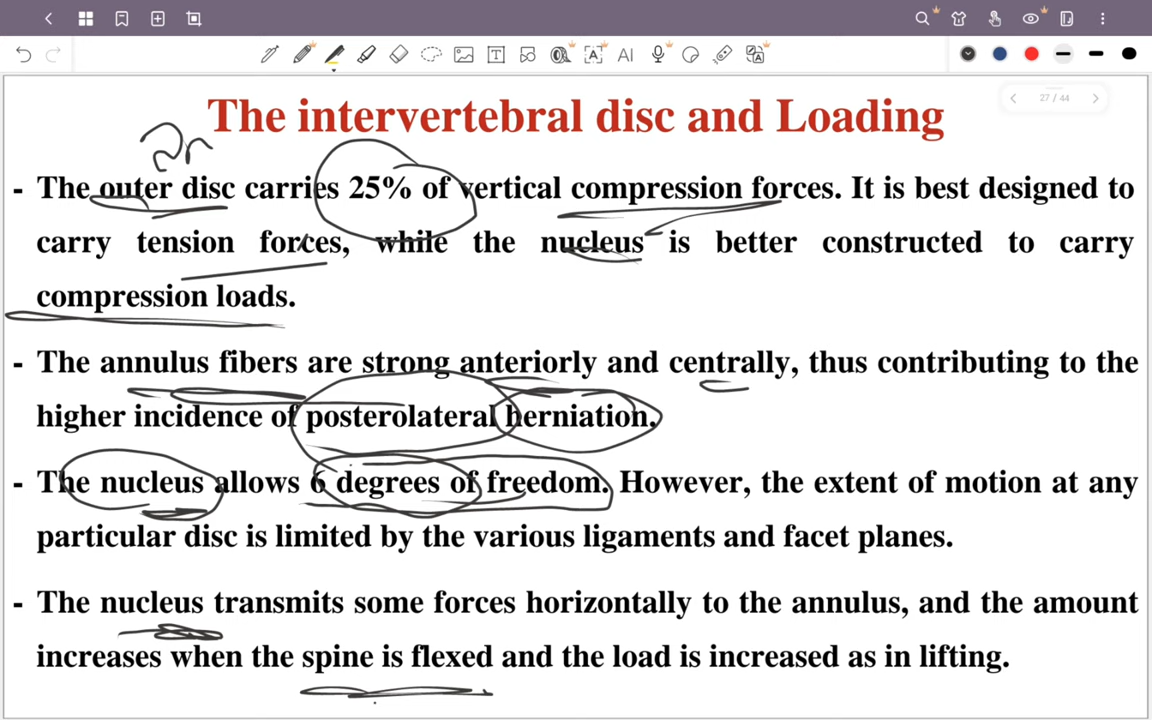 27 / 44
The intervertebral disc and Loading
- The outer disc carries 25% of vertical compression forces. It is best designed to
carry tension forces, while the nucleus is better constructed to carry
compression loads.
- The annulus fibers are strong anteriorly and centrally, thus contributing to the
higher incidence of posterolateral herniation.
- The nucleus allows 6 degrees of freedom. However, the extent of motion at any
particular disc is limited by the various ligaments and facet planes.
- The nucleus transmits some forces horizontally to the annulus, and the amount
increases when the spine is flexed and the load is increased as in lifting.